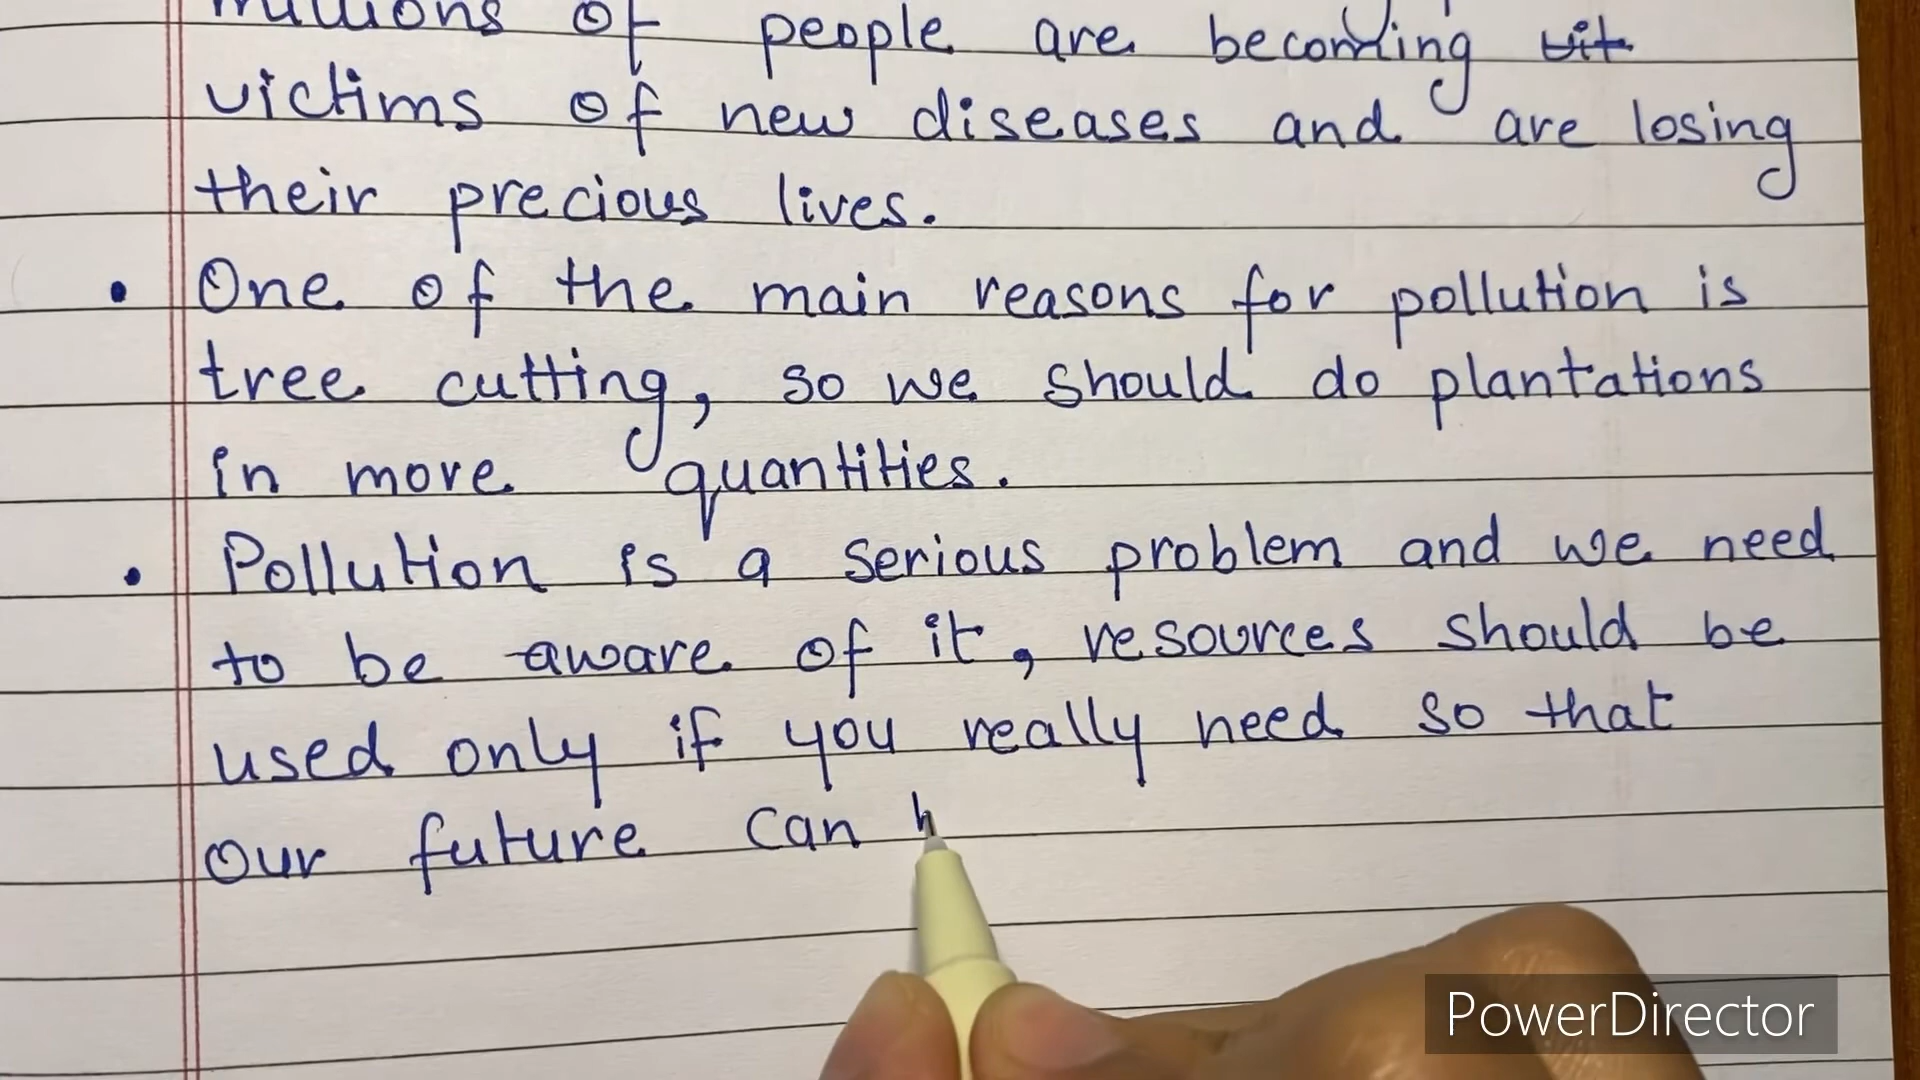 millions of people are becoming vit
victims of new diseases and are losing
their precious lives.
• One of the main reasons for pollution is
tree cutting, so we should do plantations
in more quantities.
• Pollution is a serious problem and we need
to be aware of it, resources should be
used only if you really need so that
our future can
PowerDirector